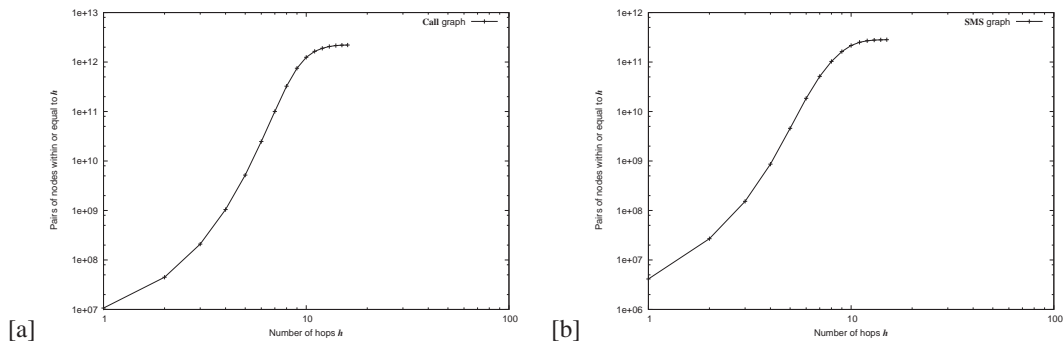 Call graph
1e+13
1e+12
1e+11
1e+10
1e+09
1e+08
1e+07
Pairs of nodes within or equal to h
1
10
100
Number of hops h
[a]
SMS graph
1e+12
1e+11
1e+10
1e+09
1e+08
1e+07
1e+06
Pairs of nodes within or equal to h
1
10
100
Number of hops h
[b]